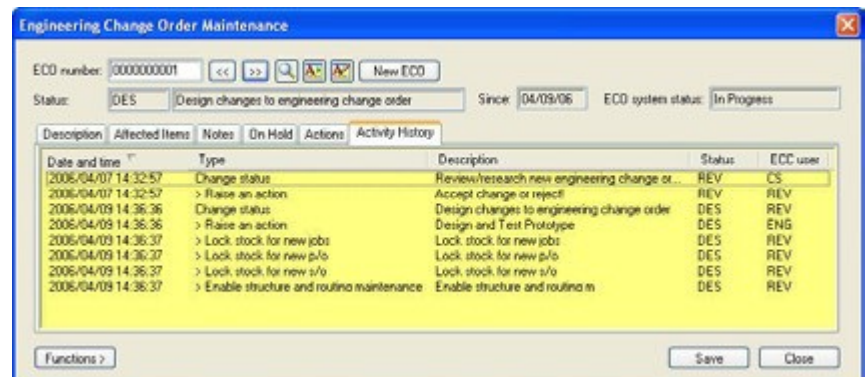 Engineering Change Order Maintenance
ECO number: 0000000001 << >> New ECO
Status: DES Design changes to engineering change order Since: 04/09/06 ECO system status: In Progress
Description Affected Items Notes On Hold Actions Activity History
Date and time Type Description Status ECC user
2006/04/07 14:32:57 Change status Review/research new engineering change or... REV CS
2006/04/07 14:32:57 > Raise an action Accept change or reject! REV REV
2006/04/09 14:36:36 Change status Design changes to engineering change order DES REV
2006/04/09 14:36:36 > Raise an action Design and Test Prototype DES ENG
2006/04/09 14:36:37 > Lock stock for new jobs Lock stock for new jobs DES REV
2006/04/09 14:36:37 > Lock stock for new p/o Lock stock for new p/o DES REV
2006/04/09 14:36:37 > Lock stock for new s/o Lock stock for new s/o DES REV
2006/04/09 14:36:37 > Enable structure and routing maintenance Enable structure and routing m DES REV
Functions > Save Close